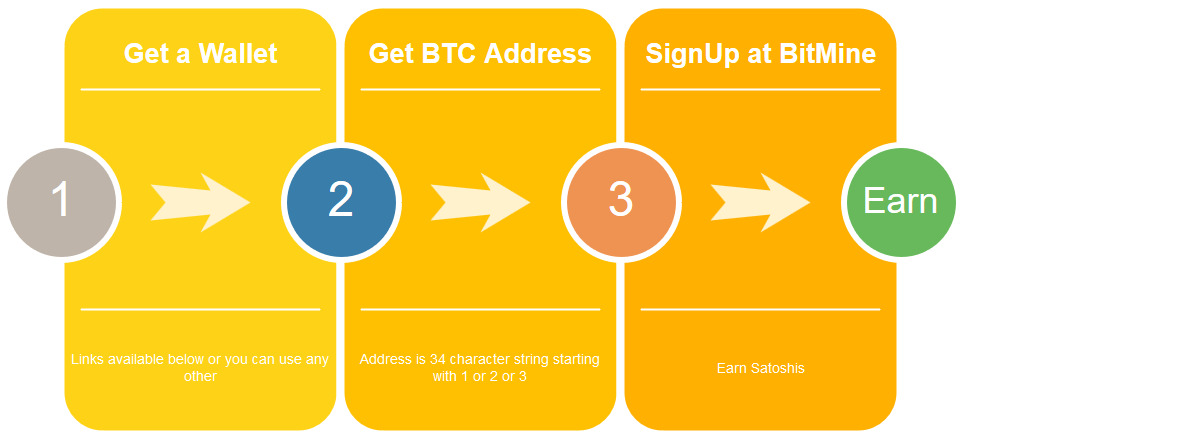 Get a Wallet
Get BTC Address
SignUp at BitMine
1
2
3
Earn
Links available below or you can use any
other
Address is 34 character string starting
with 1 or 2 or 3
Earn Satoshis